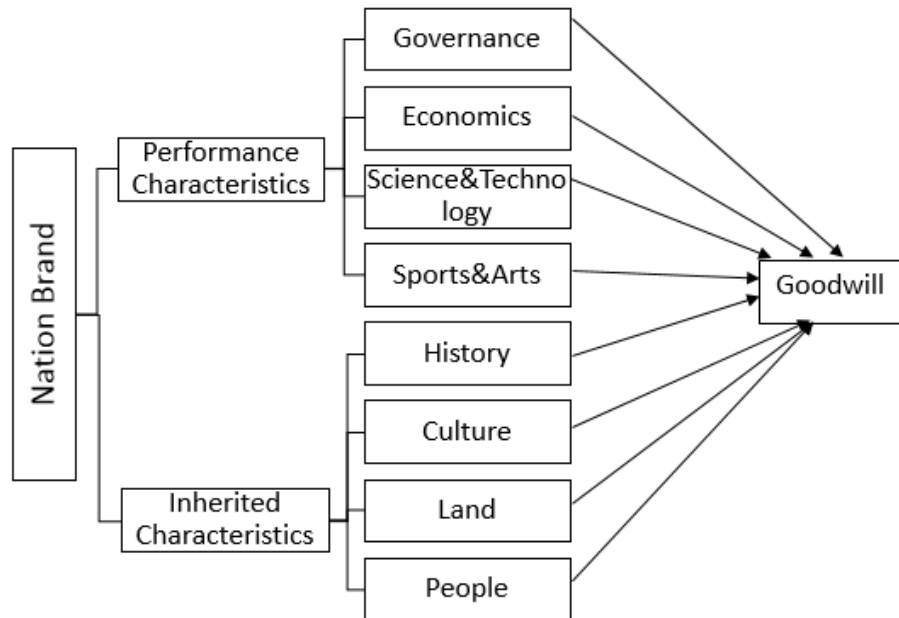 Nation Brand
Performance
Characteristics
Inherited
Characteristics
Governance
Economics
Science&Techno
logy
Sports&Arts
History
Culture
Land
People
Goodwill